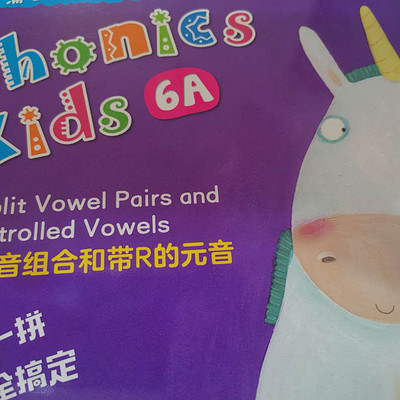 honics
Kids 6A
plit Vowel Pairs and
trolled Vowels
音组合和带R的元音
一拼
全搞定